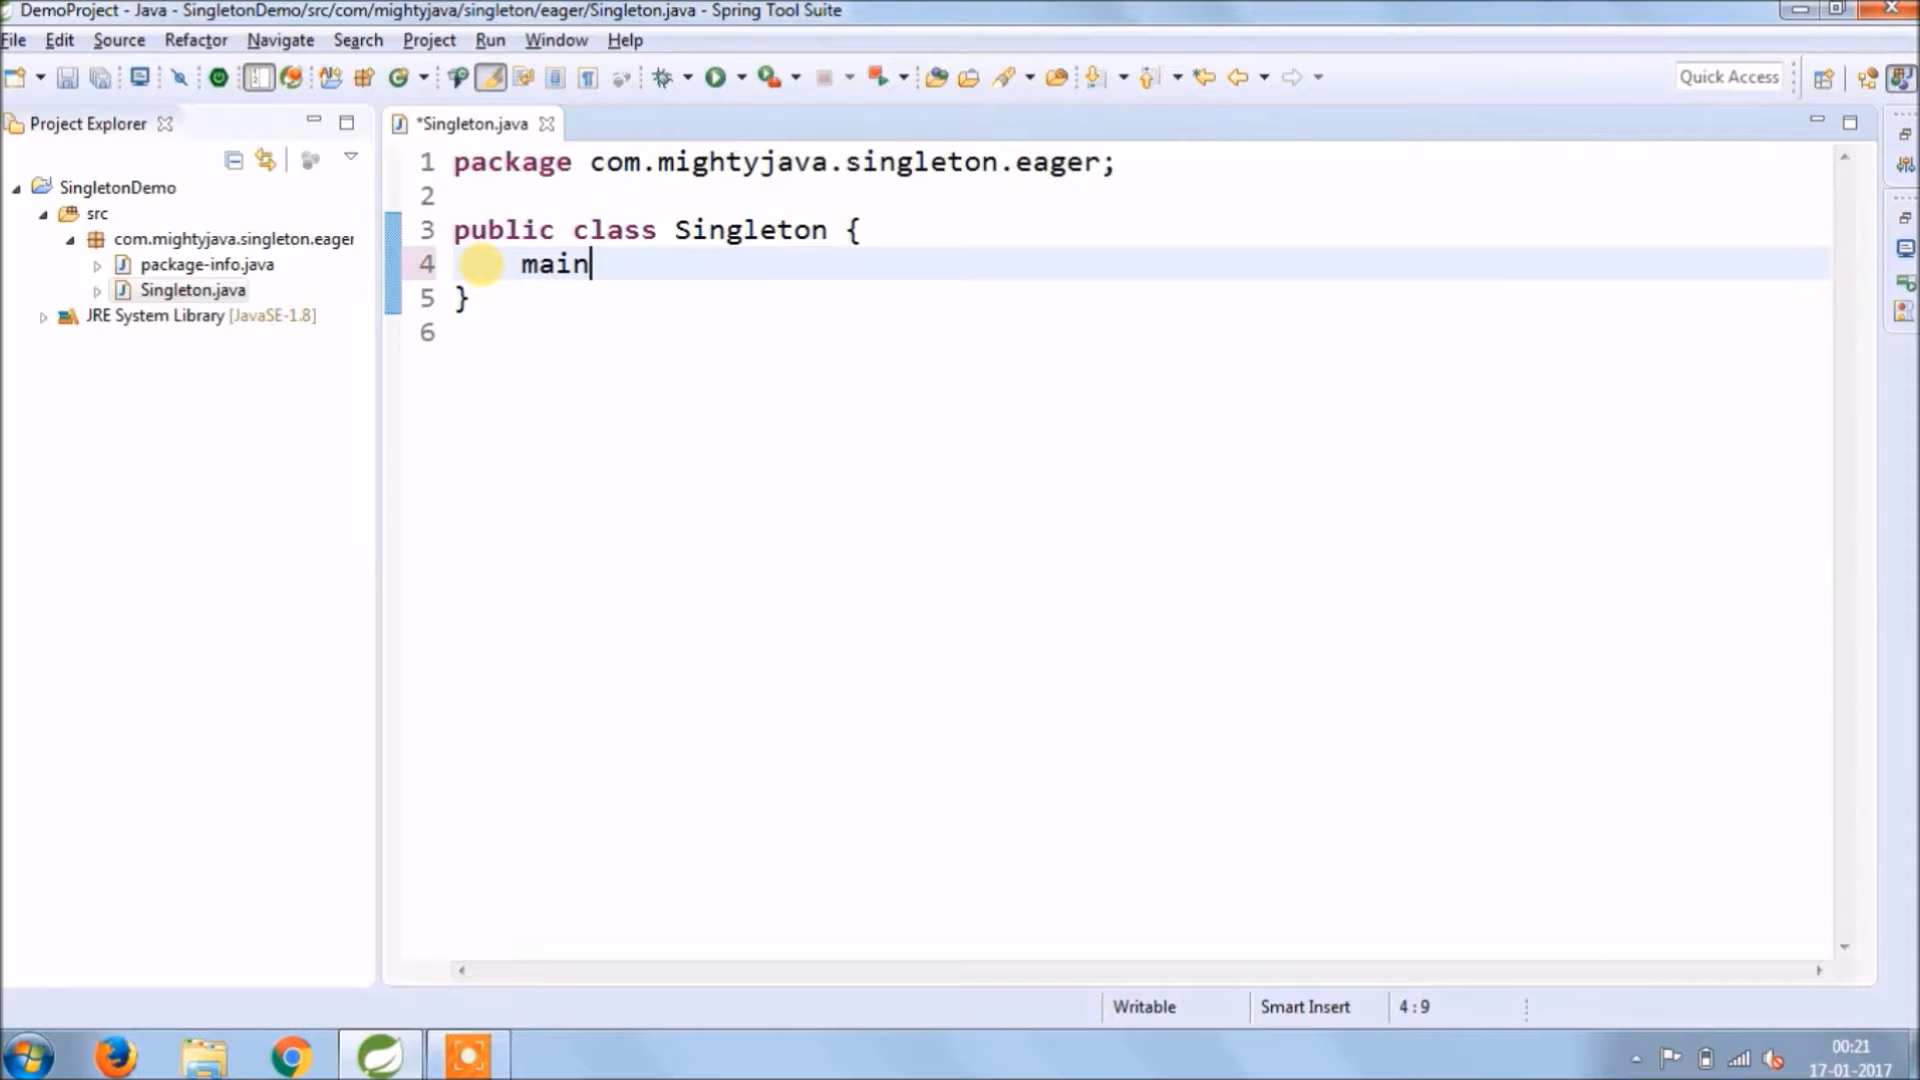 DemoProject - Java - SingletonDemo/src/com/mightyjava/singleton/eager/Singleton.java - Spring Tool Suite
File Edit Source Refactor Navigate Search Project Run Window Help
Quick Access
Project Explorer
*Singleton.java
SingletonDemo
src
com.mightyjava.singleton.eager
package-info.java
Singleton.java
JRE System Library [JavaSE-1.8]
1 package com.mightyjava.singleton.eager;
2
3 public class Singleton {
4 main
5 }
6
Writable Smart Insert 4 : 9
00:21
17-01-2017